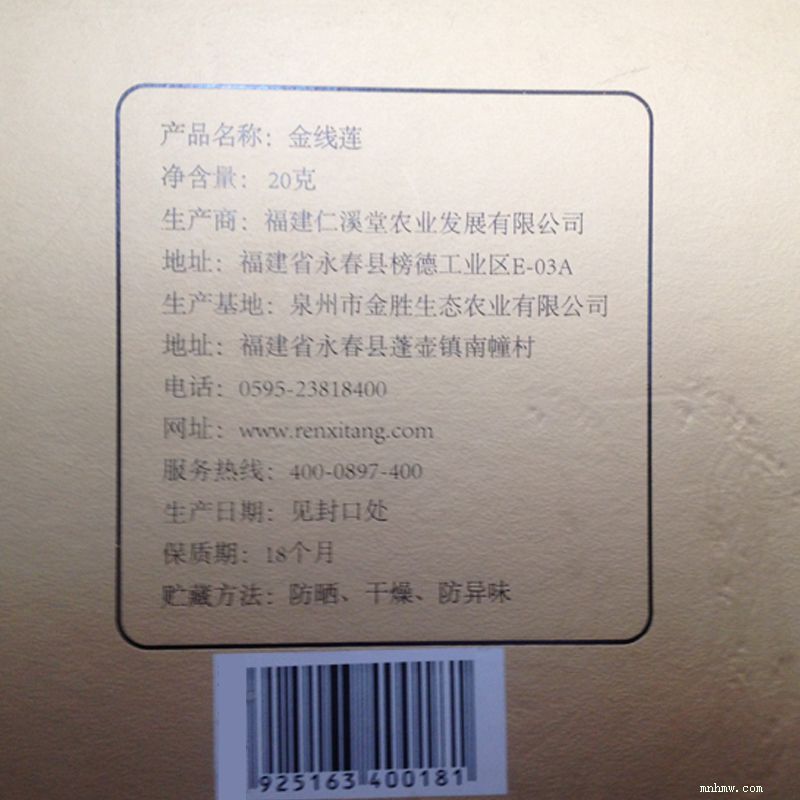 产品名称：金线莲
净含量：20克
生产商：福建仁溪堂农业发展有限公司
地址：福建省永春县榜德工业区E-03A
生产基地：泉州市金胜生态农业有限公司
地址：福建省永春县蓬壶镇南幢村
电话：0595-23818400
网址：www.renxitang.com
服务热线：400-0897-400
生产日期：见封口处
保质期：18个月
贮藏方法：防晒、干燥、防异味
925163 400181
mnhmw.com